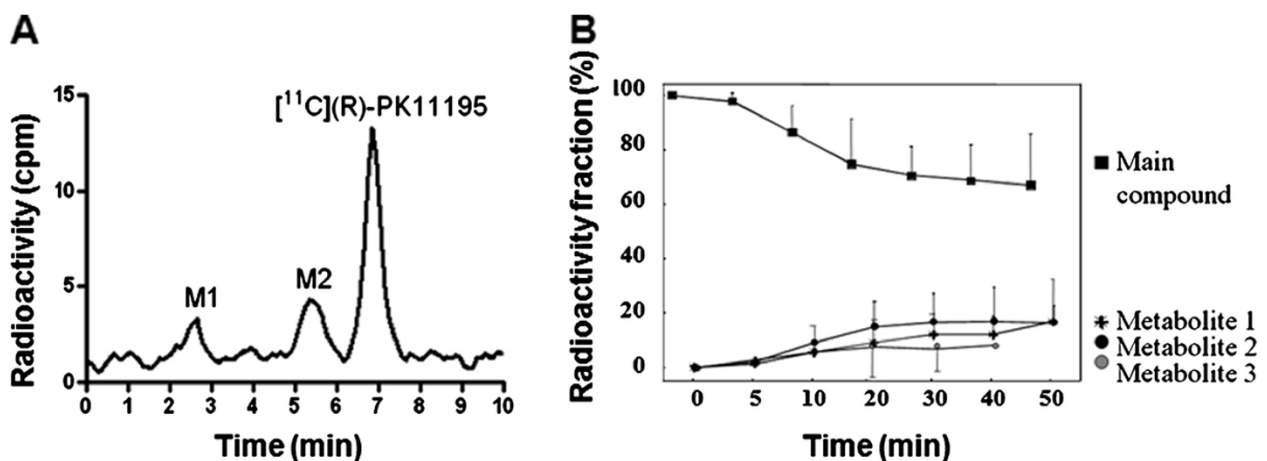 A
B
15
10
5
0
[11C](R)-PK11195
M1
M2
0 1 2 3 4 5 6 7 8 9 10
Radioactivity (cpm)
Time (min)
Radioactivity fraction (%)
100
80
60
40
20
0
0 5 10 20 30 40 50
Time (min)
Main
compound
Metabolite 1
Metabolite 2
Metabolite 3